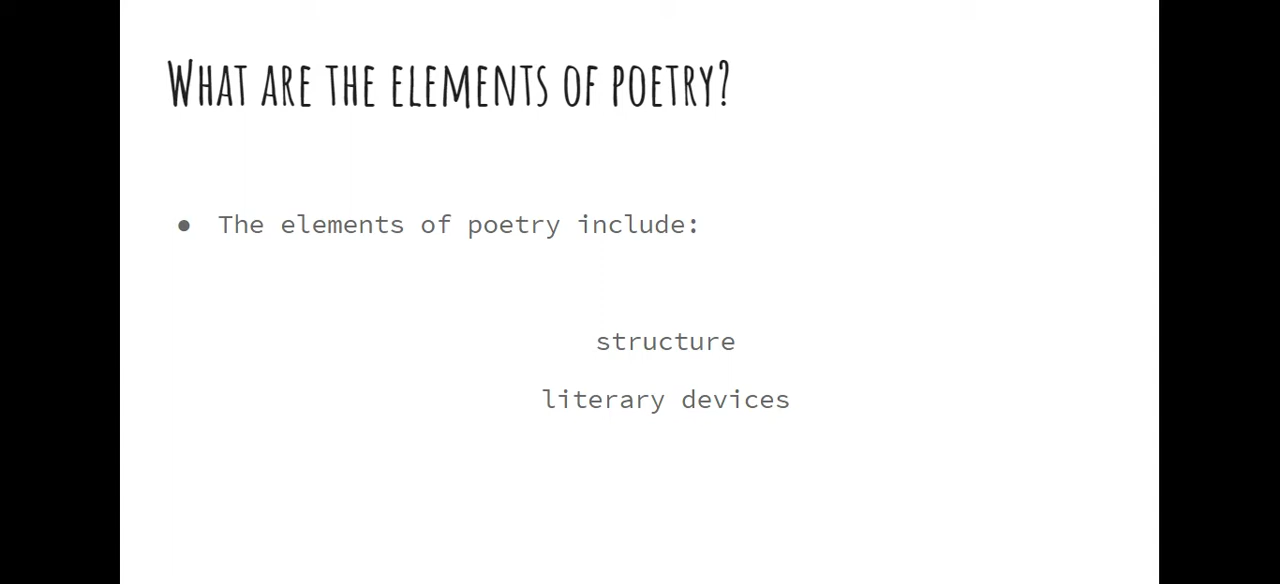 What are the elements of poetry?
● The elements of poetry include:
structure
literary devices